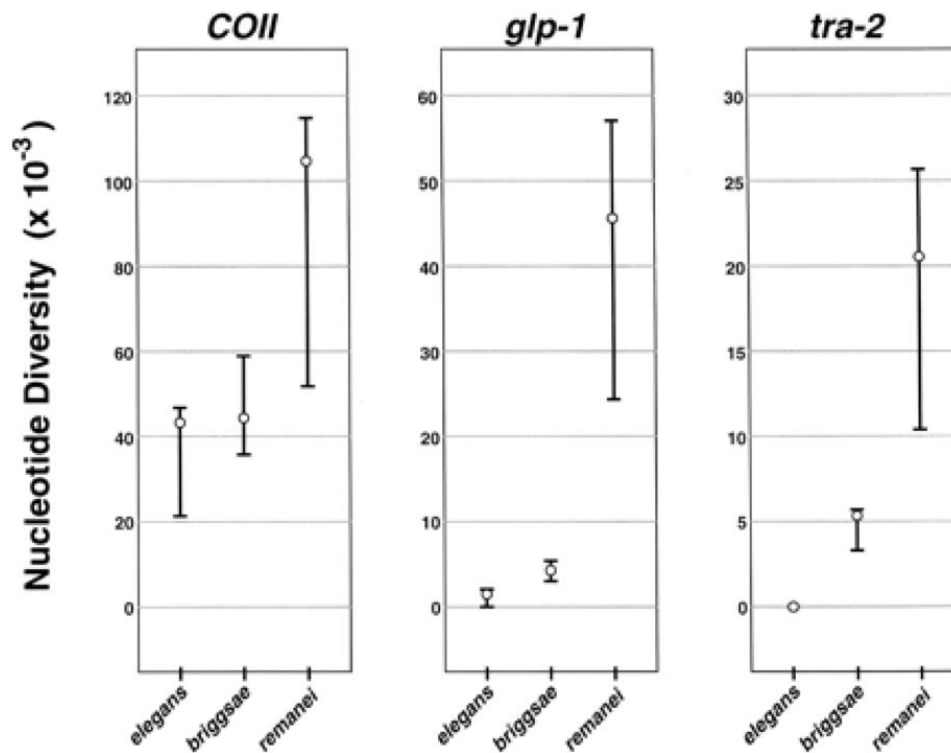 COII
glp-1
tra-2
Nucleotide Diversity (x 10⁻³)
120
100
80
60
40
20
0
60
50
40
30
20
10
0
30
25
20
15
10
5
0
elegans
briggsae
remanei
elegans
briggsae
remanei
elegans
briggsae
remanei